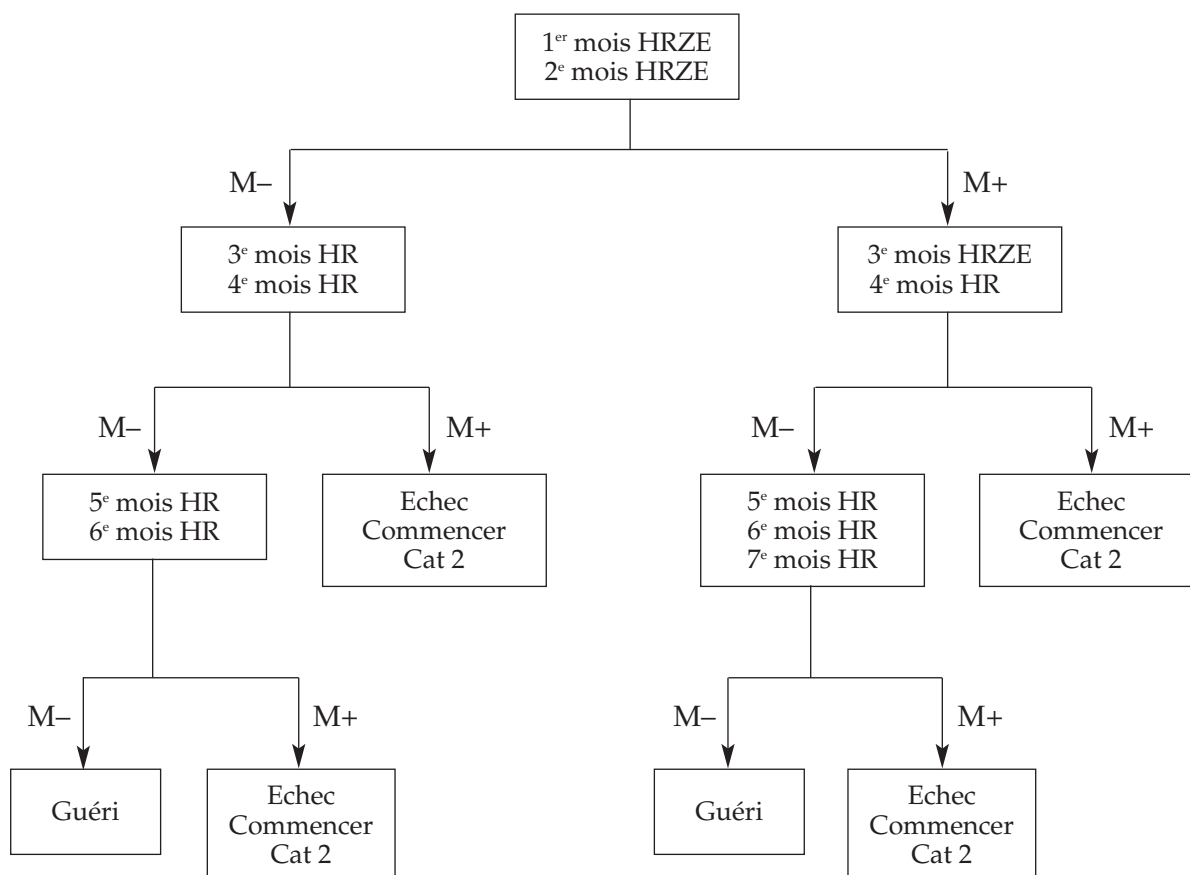 1er mois HRZE
2e mois HRZE
M–
M+
3e mois HR
4e mois HR
3e mois HRZE
4e mois HR
M–
M+
M–
M+
5e mois HR
6e mois HR
Echec
Commencer
Cat 2
5e mois HR
6e mois HR
7e mois HR
Echec
Commencer
Cat 2
M–
M+
M–
M+
Guéri
Echec
Commencer
Cat 2
Guéri
Echec
Commencer
Cat 2